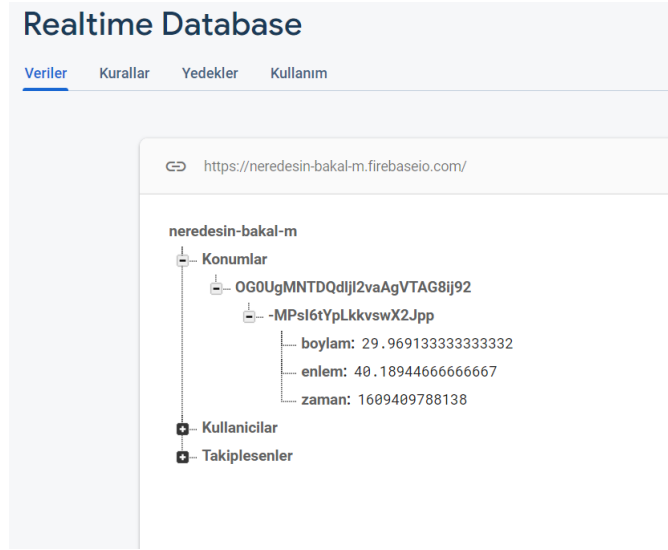 Realtime Database
Veriler Kurallar Yedekler Kullanım
https://neredesin-bakal-m.firebaseio.com/
neredesin-bakal-m
Konumlar
OG0UgMNTDQdljl2vaAgVTAG8ij92
-MPsI6tYpLkkvswX2Jpp
boylam: 29.969133333333332
enlem: 40.18944666666667
zaman: 1609409788138
Kullanicilar
Takiplesenler